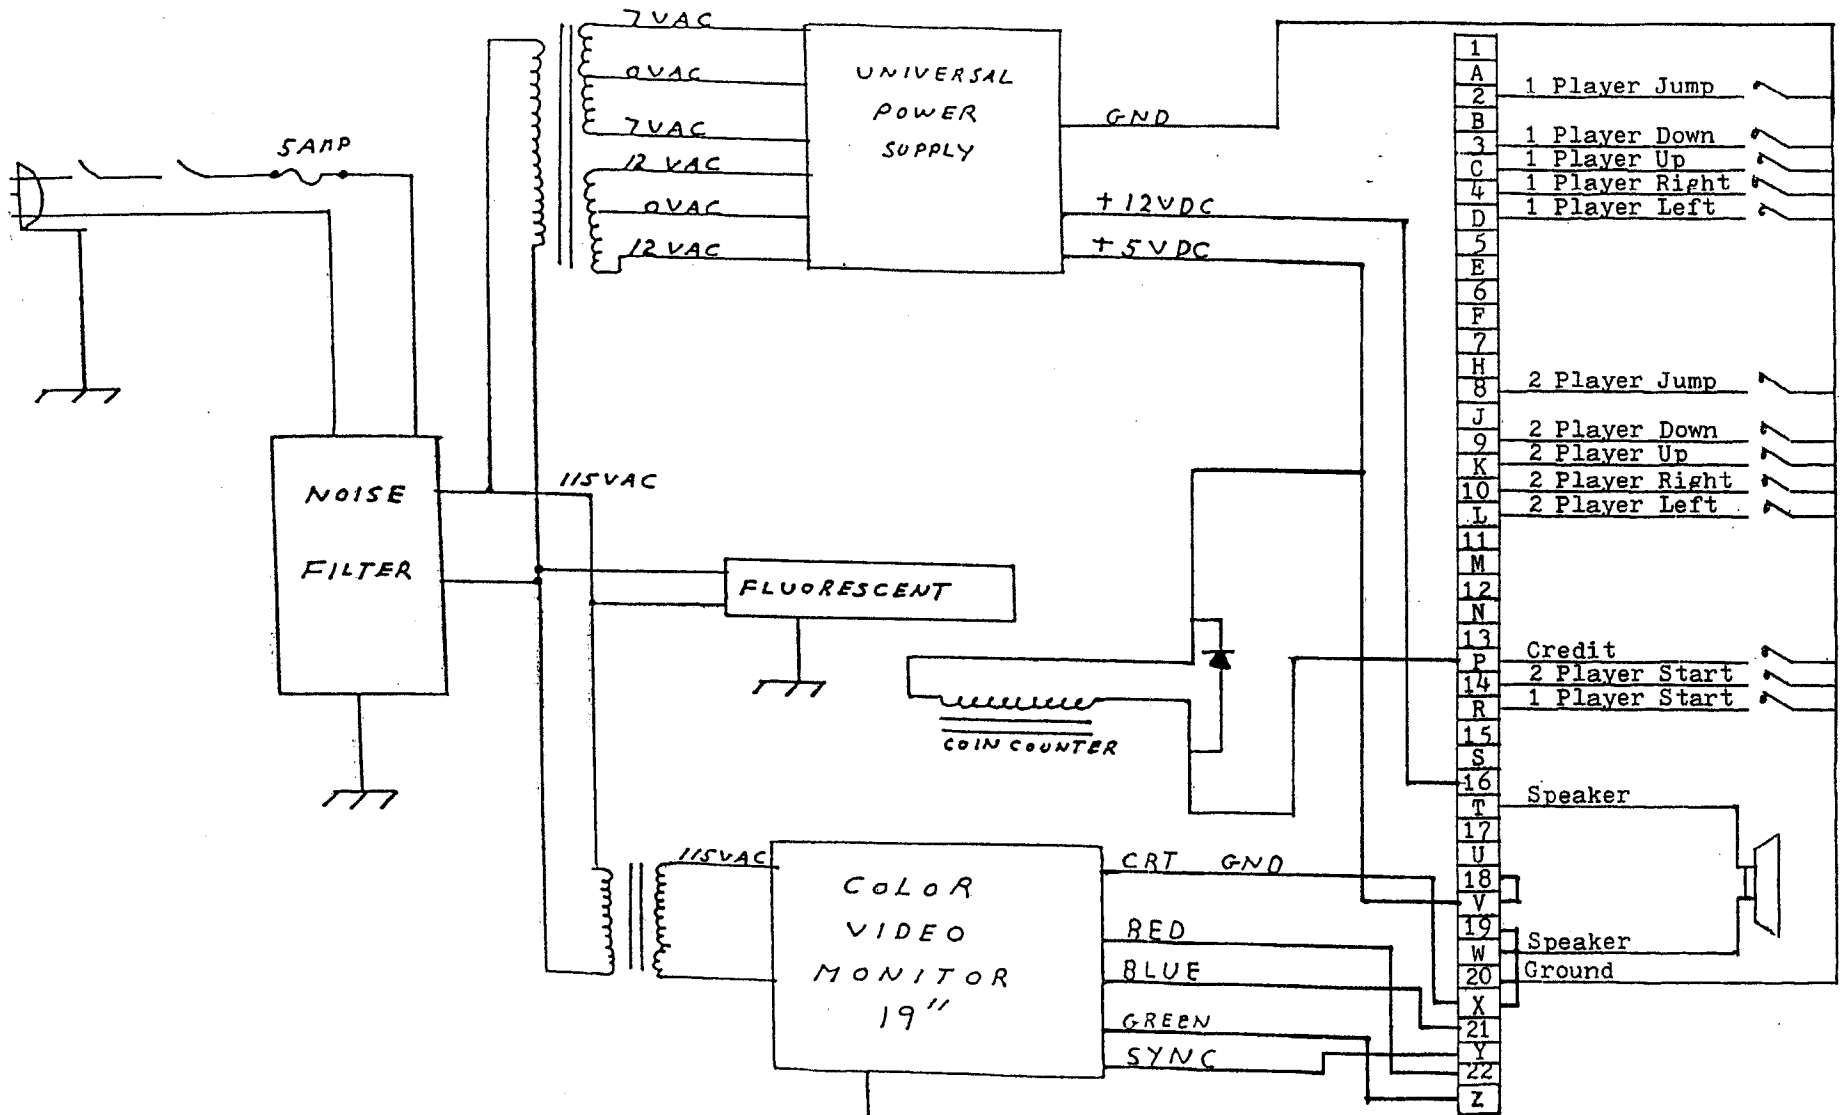 7VAC
0VAC
7VAC
12 VAC
0VAC
12 VAC
UNIVERSAL
POWER
SUPPLY
GND
+12VDC
+5VDC
5AMP
NOISE
FILTER
115VAC
FLUORESCENT
COIN COUNTER
115VAC
COLOR
VIDEO
MONITOR
19"
CRT GND
RED
BLUE
GREEN
SYNC
1
A
2 1 Player Jump
B
3 1 Player Down
C 1 Player Up
4 1 Player Right
D 1 Player Left
5
E
6
F
7
H
8 2 Player Jump
J
9 2 Player Down
K 2 Player Up
10 2 Player Right
L 2 Player Left
11
M
12
N
13
P Credit
14 2 Player Start
R 1 Player Start
15
S
16
T Speaker
17
U
18
V
19
W Speaker
20 Ground
X
21
Y
22
Z